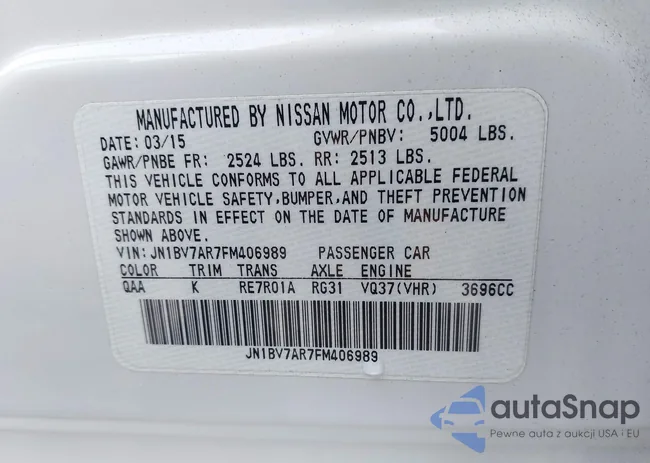 MANUFACTURED BY NISSAN MOTOR CO.,LTD.
DATE: 03/15 GVWR/PNBV: 5004 LBS.
GAWR/PNBE FR: 2524 LBS. RR: 2513 LBS.
THIS VEHICLE CONFORMS TO ALL APPLICABLE FEDERAL
MOTOR VEHICLE SAFETY,BUMPER,AND THEFT PREVENTION
STANDARDS IN EFFECT ON THE DATE OF MANUFACTURE
SHOWN ABOVE.
VIN: JN1BV7AR7FM406989 PASSENGER CAR
COLOR TRIM TRANS AXLE ENGINE
QAA K RE7R01A RG31 VQ37(VHR) 3696CC
JN1BV7AR7FM406989
autaSnap
Pewne auta z aukcji USA i EU